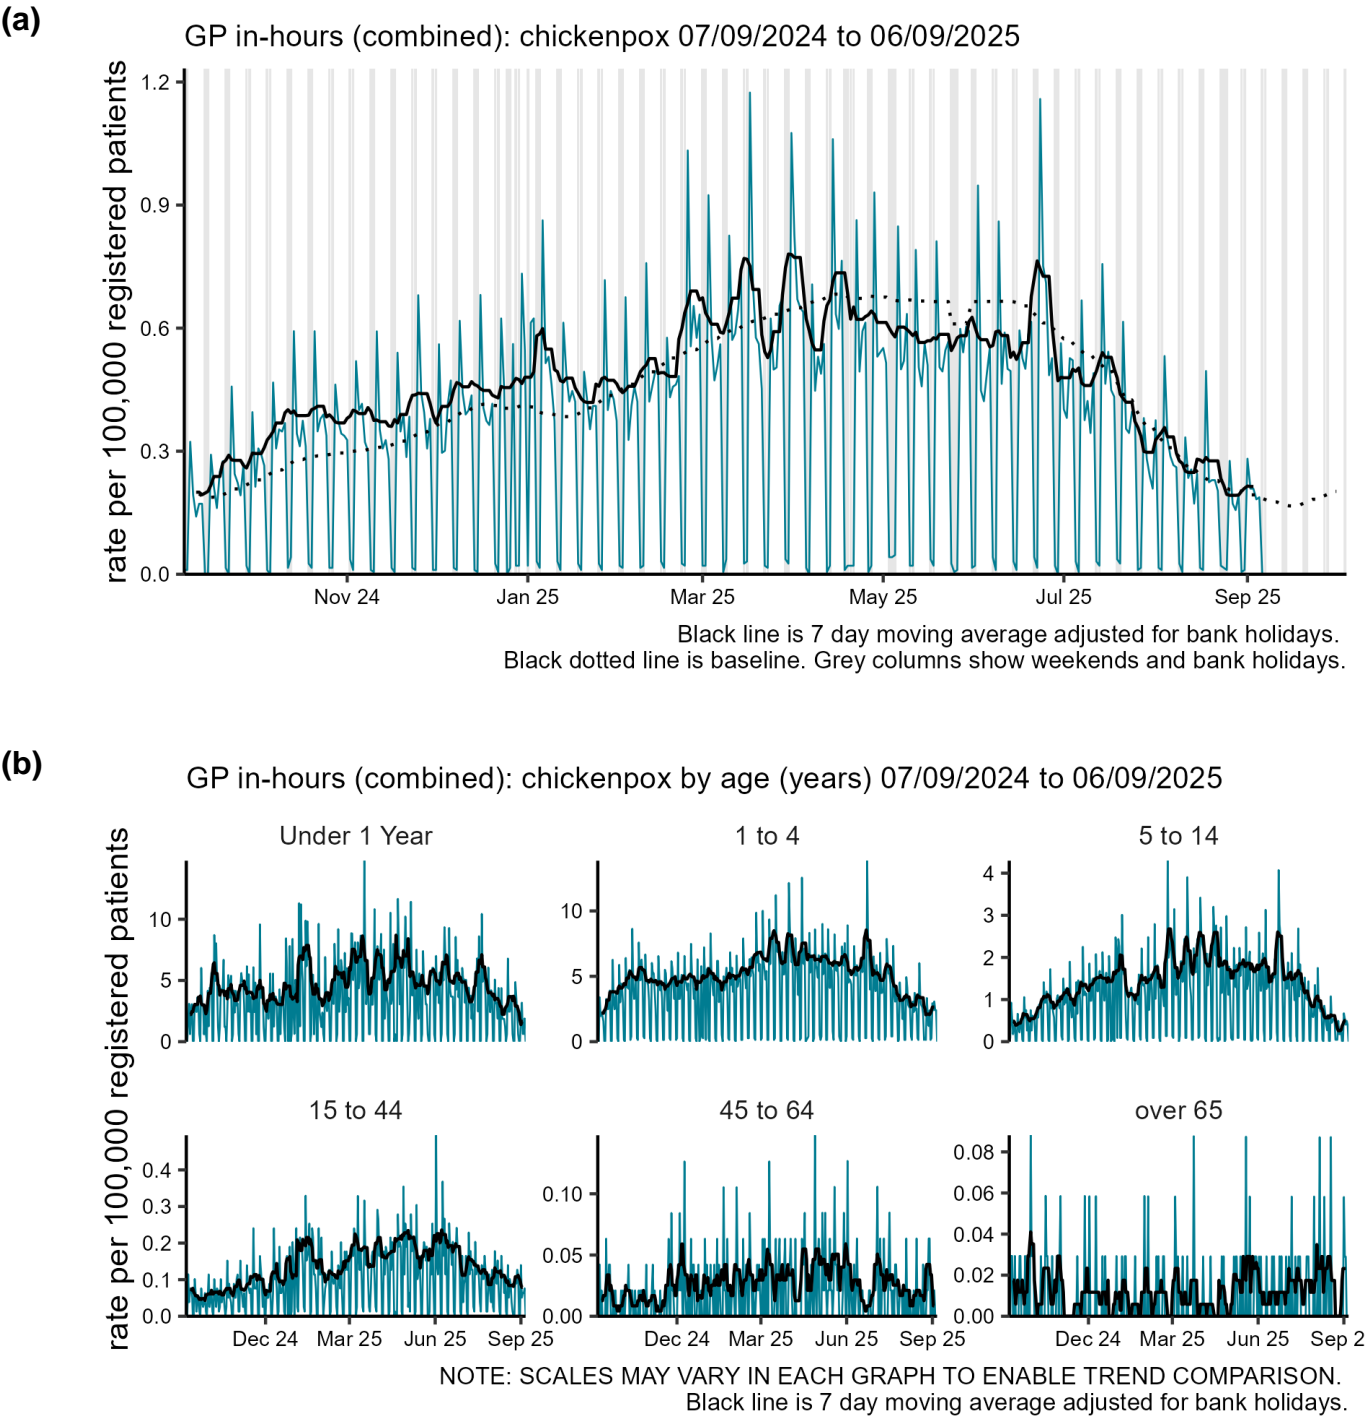 (a)
GP in-hours (combined): chickenpox 07/09/2024 to 06/09/2025
rate per 100,000 registered patients
1.2
0.9
0.6
0.3
0.0
Nov 24 Jan 25 Mar 25 May 25 Jul 25 Sep 25
Black line is 7 day moving average adjusted for bank holidays.
Black dotted line is baseline. Grey columns show weekends and bank holidays.
(b)
GP in-hours (combined): chickenpox by age (years) 07/09/2024 to 06/09/2025
rate per 100,000 registered patients
Under 1 Year
10
5
0
1 to 4
10
5
0
5 to 14
4
3
2
1
0
15 to 44
0.4
0.3
0.2
0.1
0.0
Dec 24 Mar 25 Jun 25 Sep 25
45 to 64
0.10
0.05
0.00
Dec 24 Mar 25 Jun 25 Sep 25
over 65
0.08
0.06
0.04
0.02
0.00
Dec 24 Mar 25 Jun 25 Sep 2
NOTE: SCALES MAY VARY IN EACH GRAPH TO ENABLE TREND COMPARISON.
Black line is 7 day moving average adjusted for bank holidays.